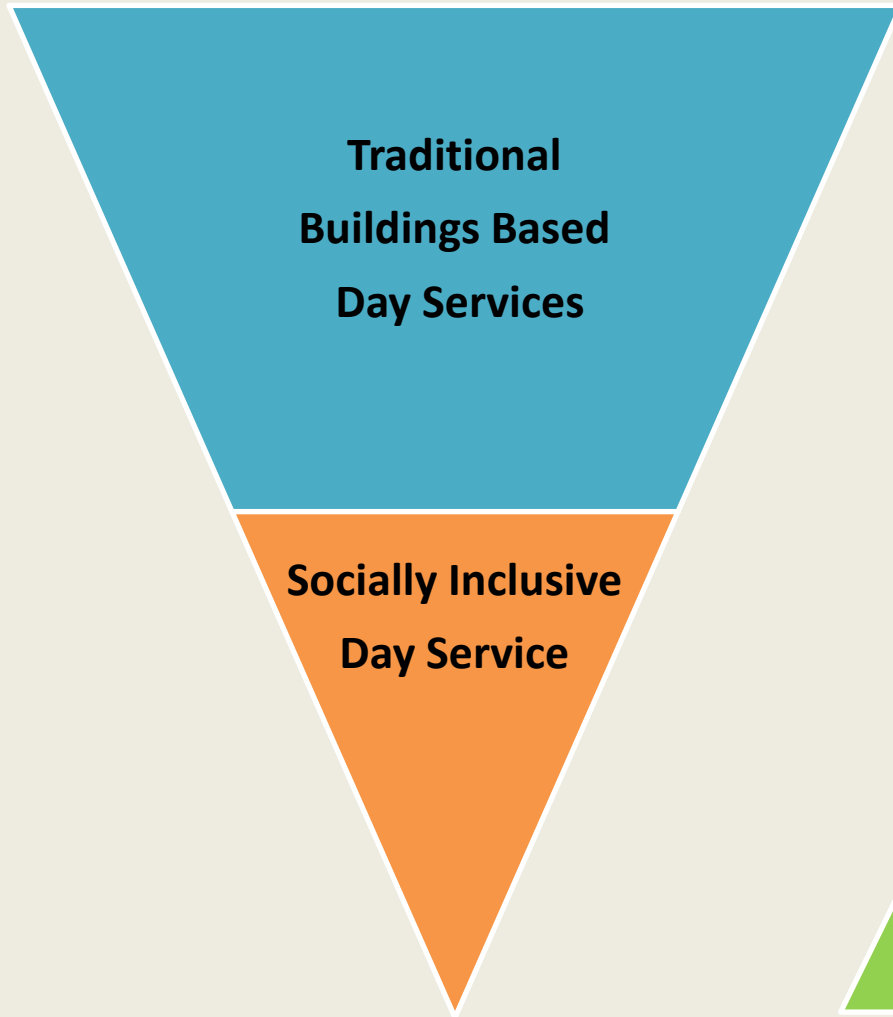 Traditional
Buildings Based
Day Services
Socially Inclusive
Day Service